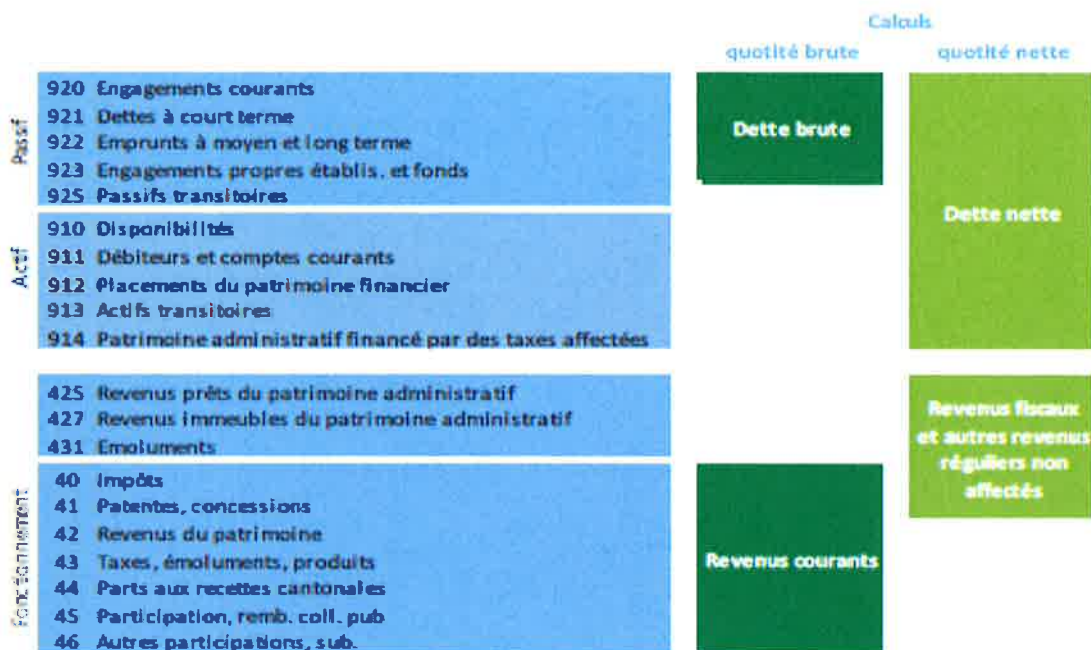 Calculs
quotité brute
quotité nette
Passif
920 Engagements courants
921 Dettes à court terme
922 Emprunts à moyen et long terme
923 Engagements propres établis. et fonds
925 Passifs transitoires
Dette brute
Dette nette
Actif
910 Disponibilités
911 Débiteurs et comptes courants
912 Placements du patrimoine financier
913 Actifs transitoires
914 Patrimoine administratif financé par des taxes affectées
425 Revenus prêts du patrimoine administratif
427 Revenus immeubles du patrimoine administratif
431 Emoluments
Revenus fiscaux
et autres revenus
réguliers non
affectés
Fonctionnement
40 Impôts
41 Patentes, concessions
42 Revenus du patrimoine
43 Taxes, émoluments, produits
44 Parts aux recettes cantonales
45 Participation, remb. coll. pub
46 Autres participations, sub.
Revenus courants